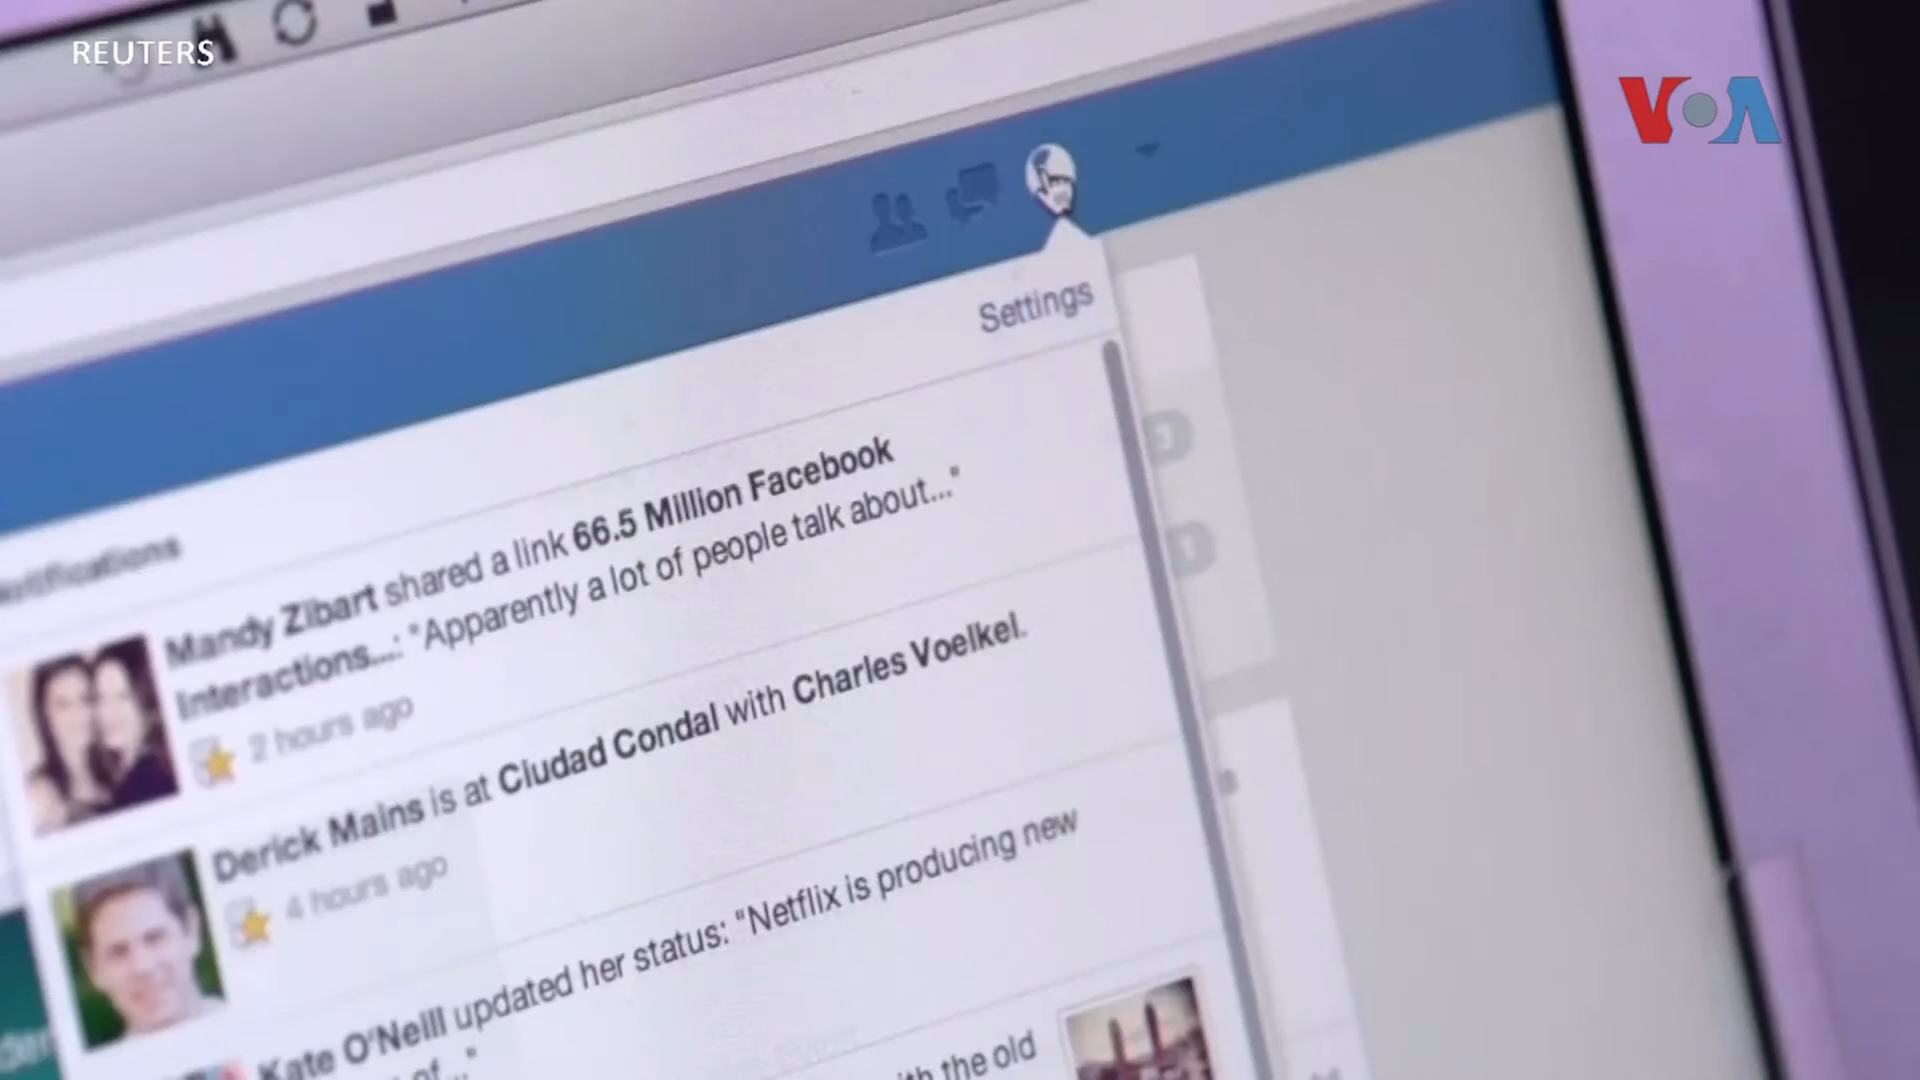 REUTERS
VOA
Settings
Notifications
Mandy Zibart shared a link 66.5 Million Facebook
Interactions...: "Apparently a lot of people talk about..."
2 hours ago
Derick Mains is at Ciudad Condal with Charles Voelkel.
4 hours ago
Kate O'Neill updated her status: "Netflix is producing new
of..."
with the old